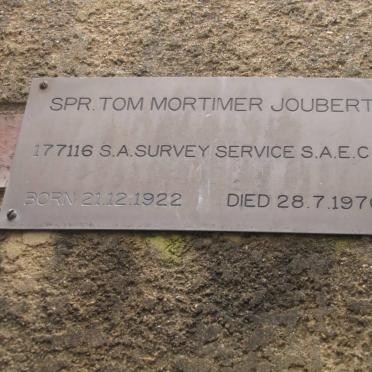 SPR. TOM MORTIMER JOUBERT
177116 S.A. SURVEY SERVICE S.A.E.C
BORN 21.12.1922 DIED 28.7.197